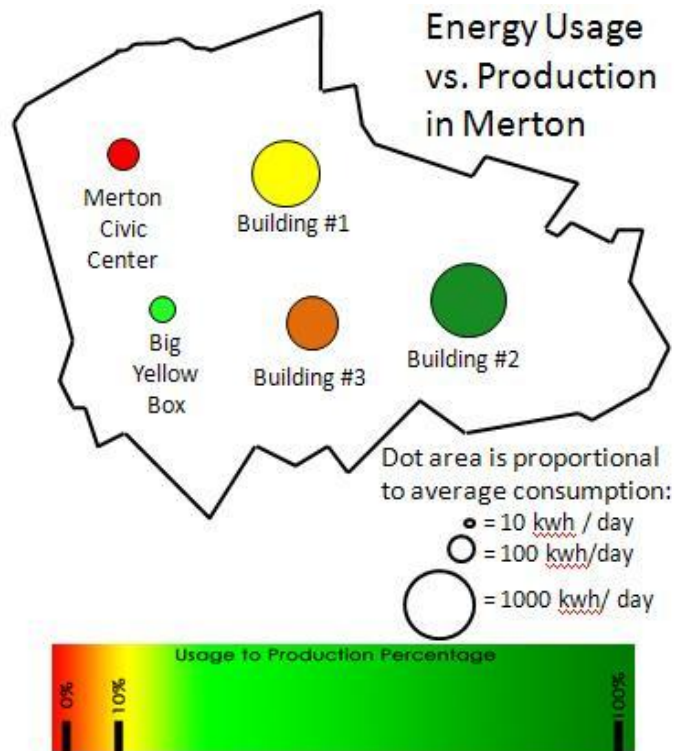 Energy Usage
vs. Production
in Merton
Merton
Civic
Center
Building #1
Big
Yellow
Box
Building #3
Building #2
Dot area is proportional
to average consumption:
= 10 kwh / day
= 100 kwh/day
= 1000 kwh/ day
Usage to Production Percentage
0%
10%
100%